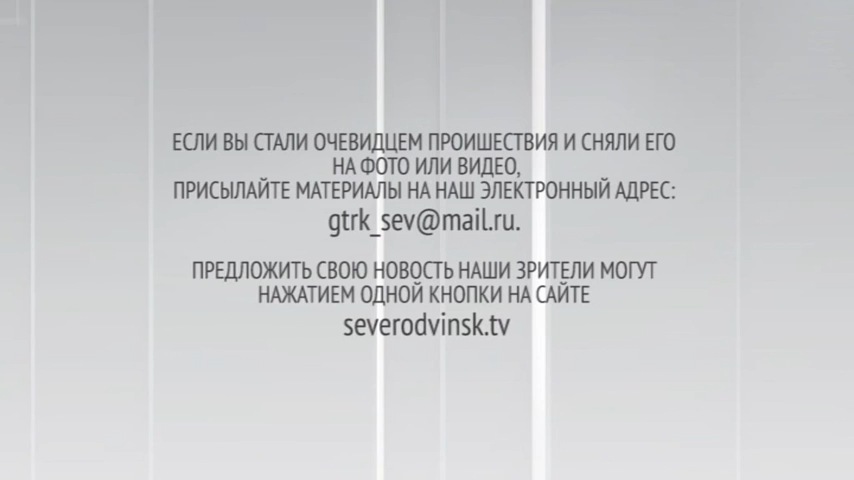 ЕСЛИ ВЫ СТАЛИ ОЧЕВИДЦЕМ ПРОИШЕСТВИЯ И СНЯЛИ ЕГО
НА ФОТО ИЛИ ВИДЕО,
ПРИСЫЛАЙТЕ МАТЕРИАЛЫ НА НАШ ЭЛЕКТРОННЫЙ АДРЕС:
gtrk_sev@mail.ru.
ПРЕДЛОЖИТЬ СВОЮ НОВОСТЬ НАШИ ЗРИТЕЛИ МОГУТ
НАЖАТИЕМ ОДНОЙ КНОПКИ НА САЙТЕ
severodvinsk.tv